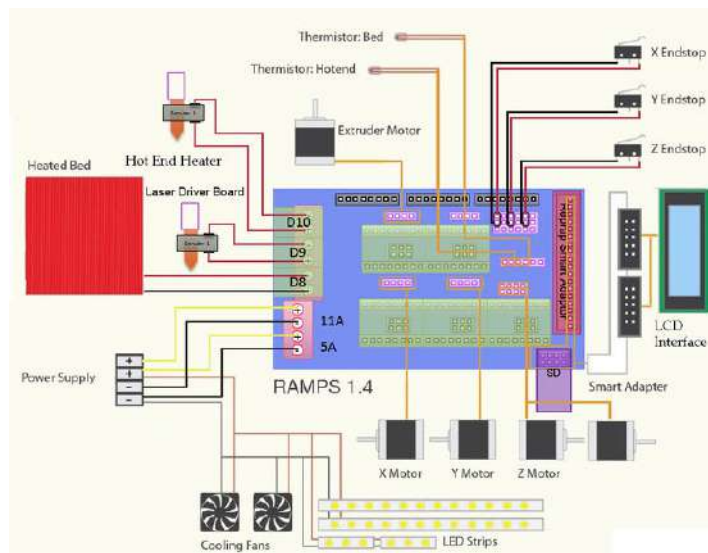 Thermistor: Bed
Thermistor: Hotend
X Endstop
Y Endstop
Z Endstop
Extruder Motor
Hot End Heater
Heated Bed
Laser Driver Board
D10
D9
D8
11A
5A
SD
LCD
Interface
Smart Adapter
Power Supply
RAMPS 1.4
X Motor
Y Motor
Z Motor
Cooling Fans
LED Strips